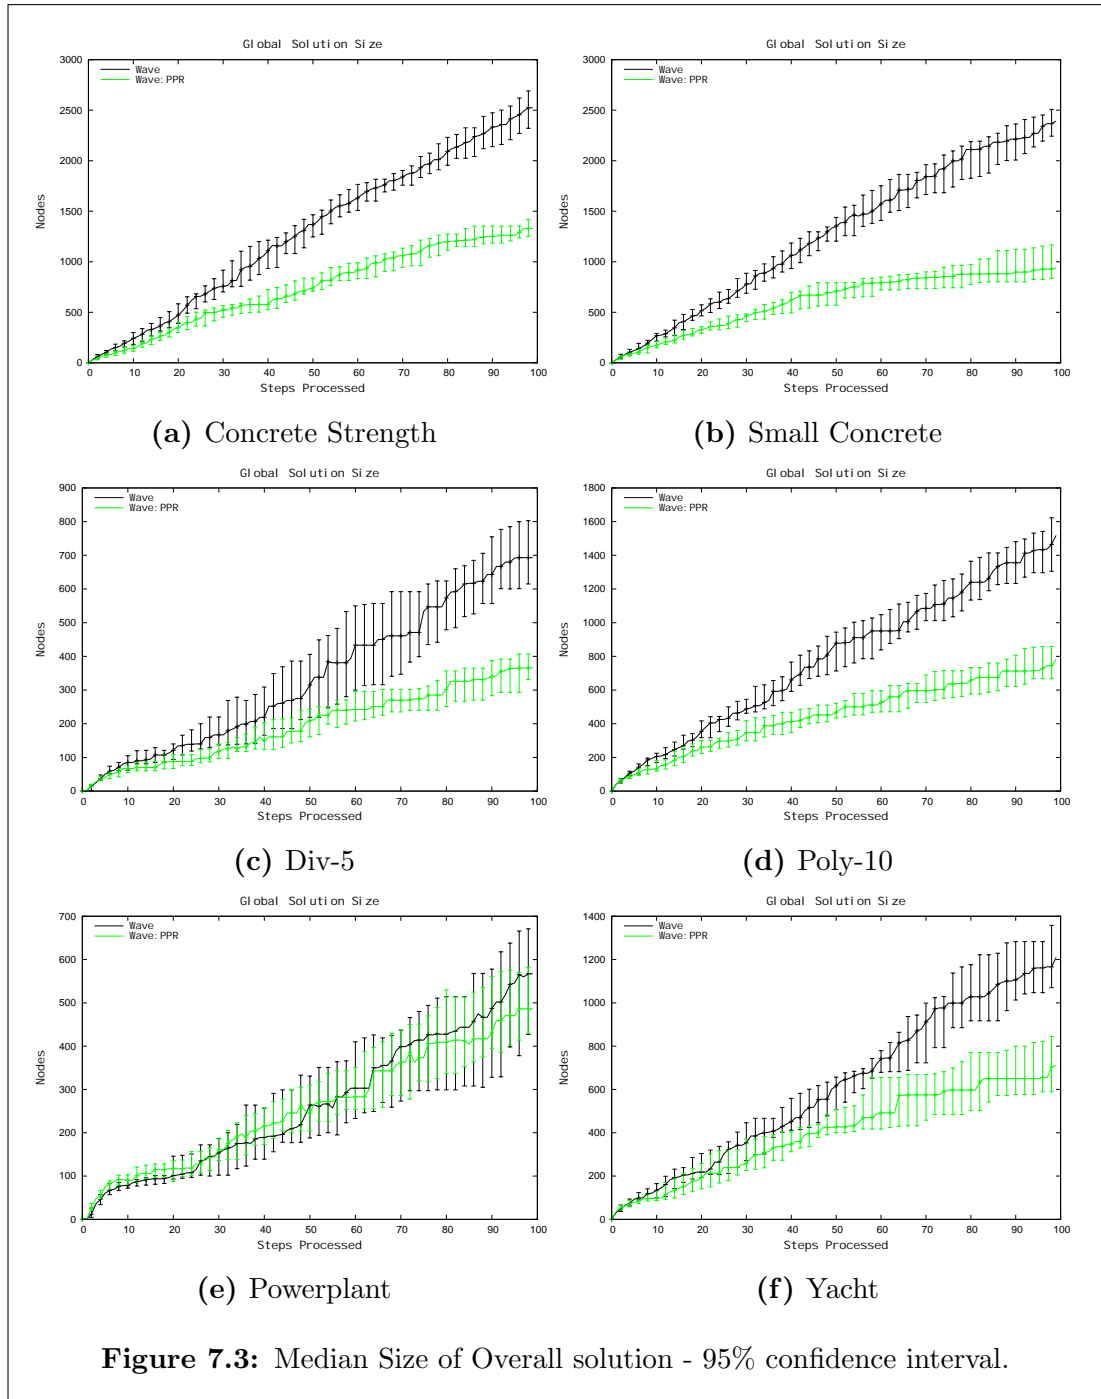 Global Solution Size
Wave
Wave:PPR
3000
2500
2000
1500
1000
500
0
Nodes
0 10 20 30 40 50 60 70 80 90 100
Steps Processed
(a) Concrete Strength
Global Solution Size
Wave
Wave:PPR
3000
2500
2000
1500
1000
500
0
Nodes
0 10 20 30 40 50 60 70 80 90 100
Steps Processed
(b) Small Concrete
Global Solution Size
Wave
Wave:PPR
900
800
700
600
500
400
300
200
100
0
Nodes
0 10 20 30 40 50 60 70 80 90 100
Steps Processed
(c) Div-5
Global Solution Size
Wave
Wave:PPR
1800
1600
1400
1200
1000
800
600
400
200
0
Nodes
0 10 20 30 40 50 60 70 80 90 100
Steps Processed
(d) Poly-10
Global Solution Size
Wave
Wave:PPR
700
600
500
400
300
200
100
0
Nodes
0 10 20 30 40 50 60 70 80 90 100
Steps Processed
(e) Powerplant
Global Solution Size
Wave
Wave:PPR
1400
1200
1000
800
600
400
200
0
Nodes
0 10 20 30 40 50 60 70 80 90 100
Steps Processed
(f) Yacht
Figure 7.3: Median Size of Overall solution - 95% confidence interval.